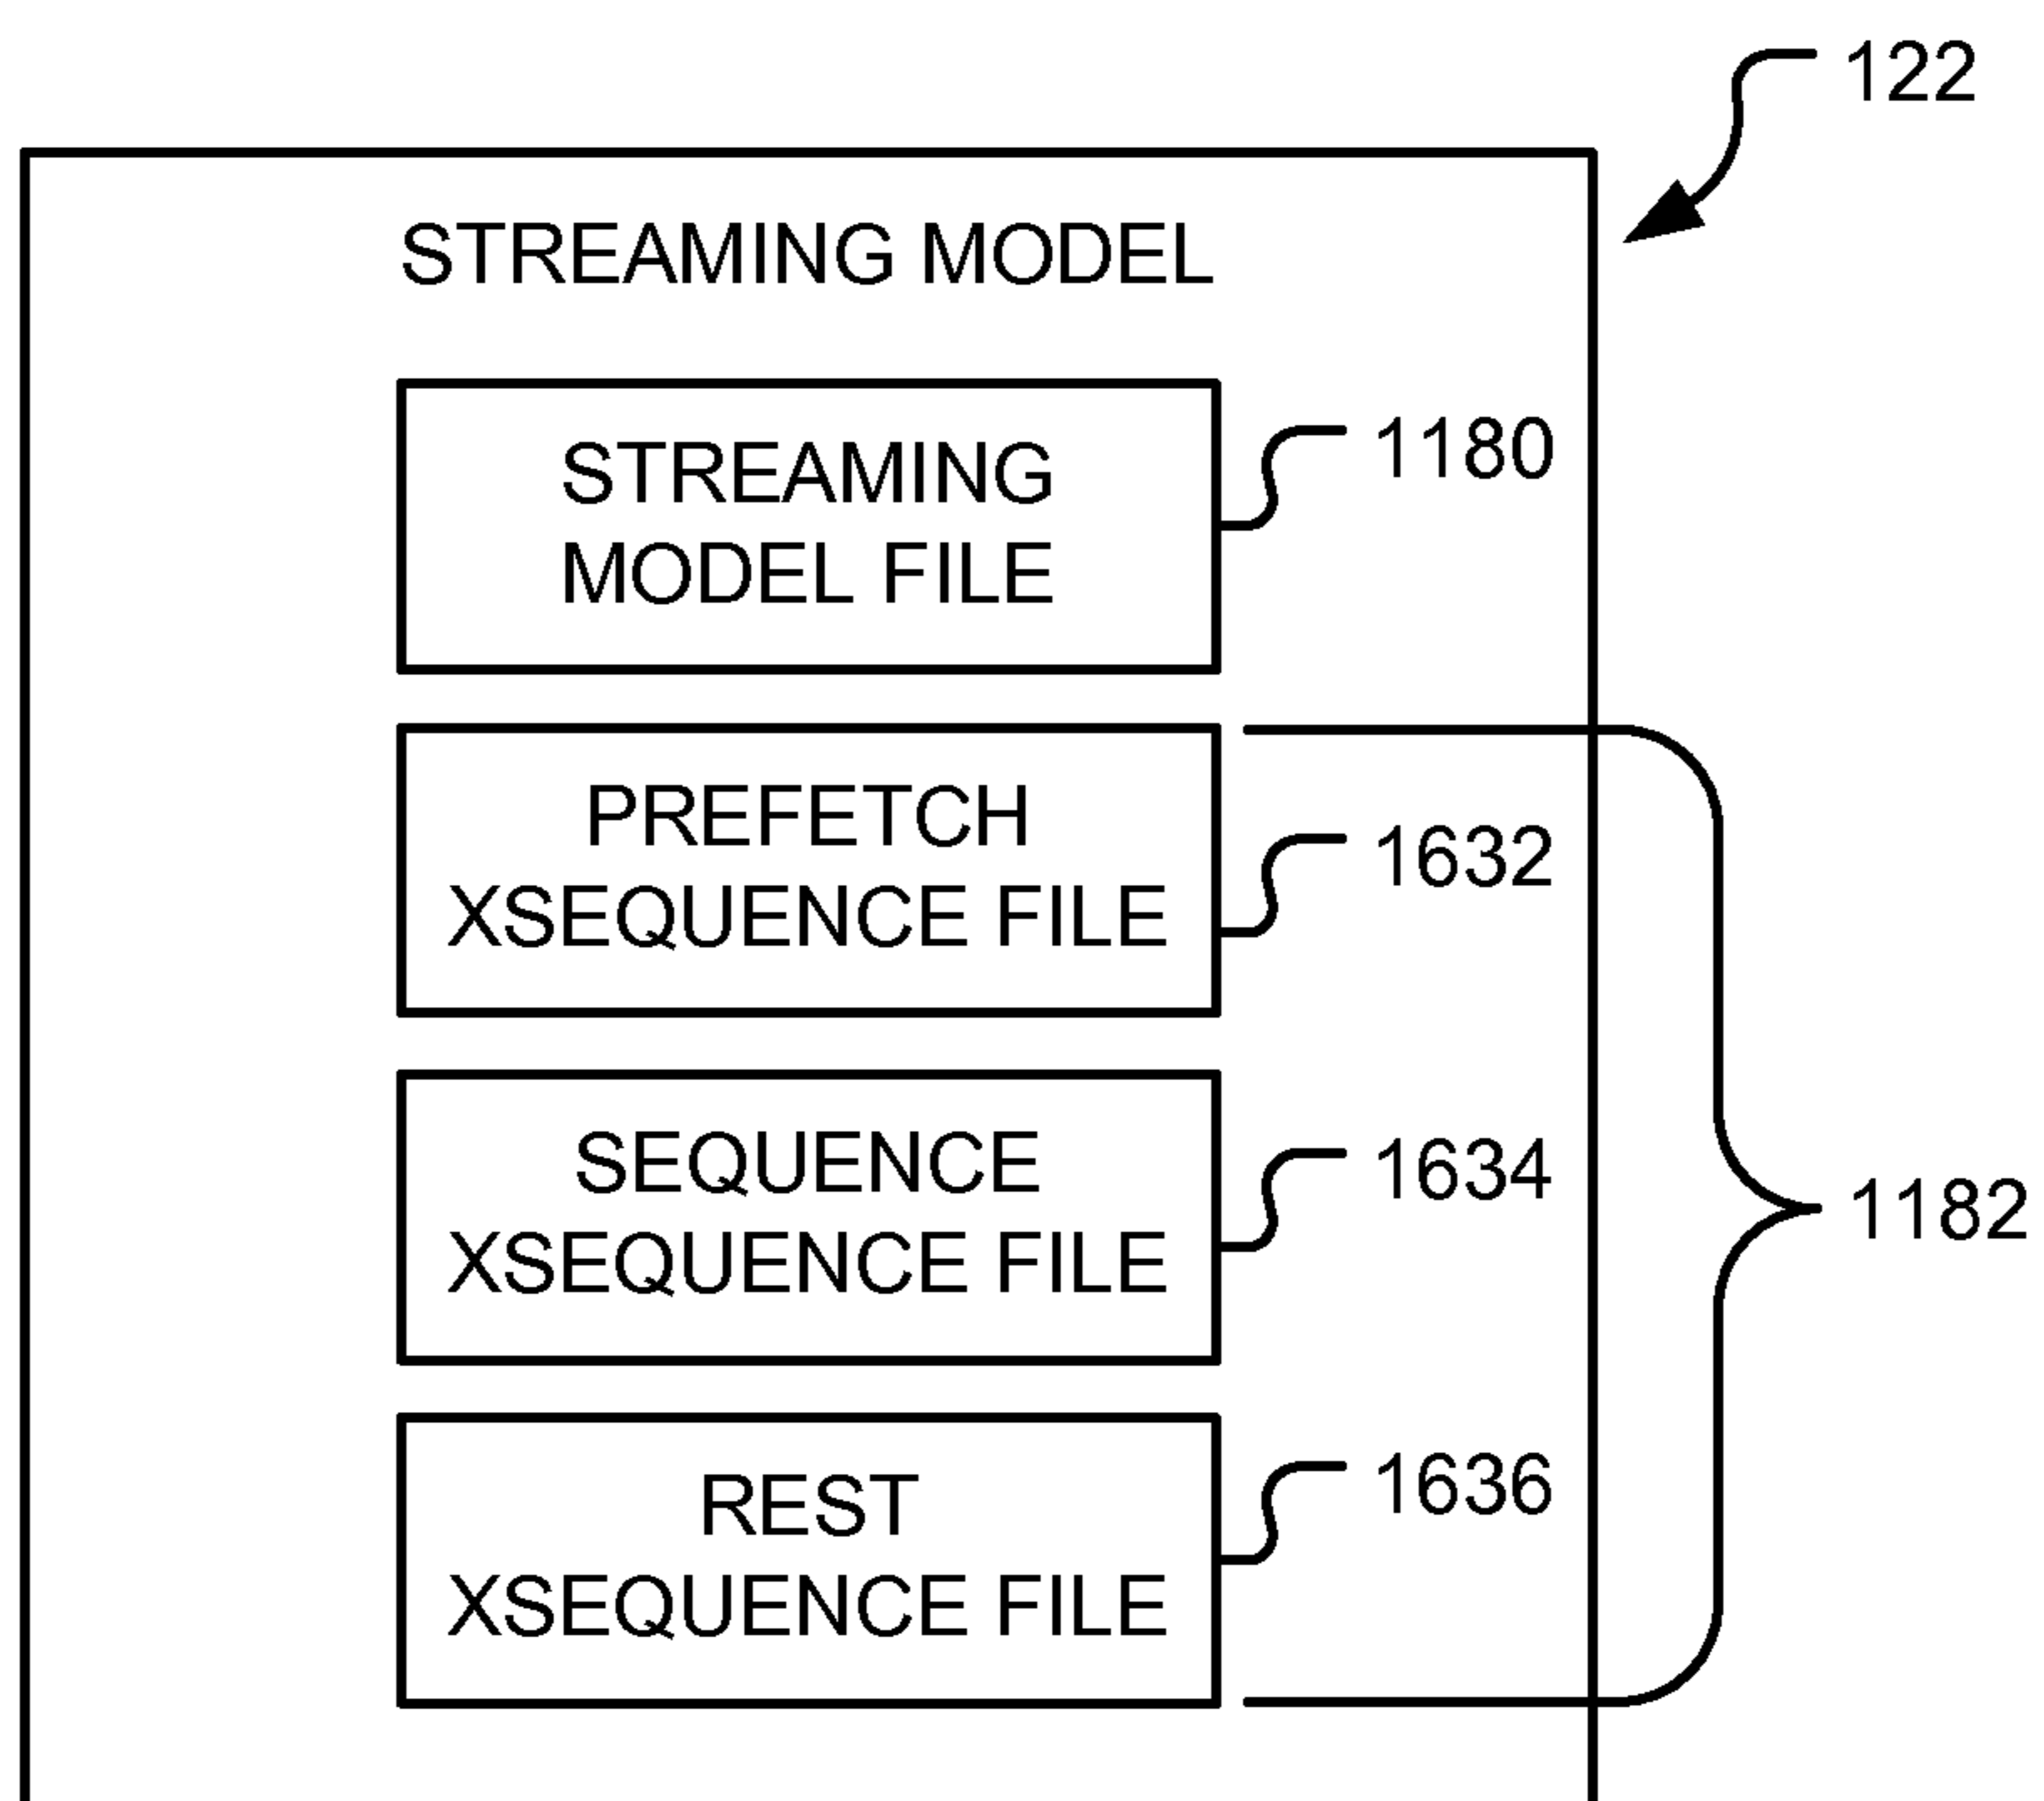 122
STREAMING MODEL
STREAMING
MODEL FILE
1180
PREFETCH
XSEQUENCE FILE
1632
SEQUENCE
XSEQUENCE FILE
1634
1182
REST
XSEQUENCE FILE
1636